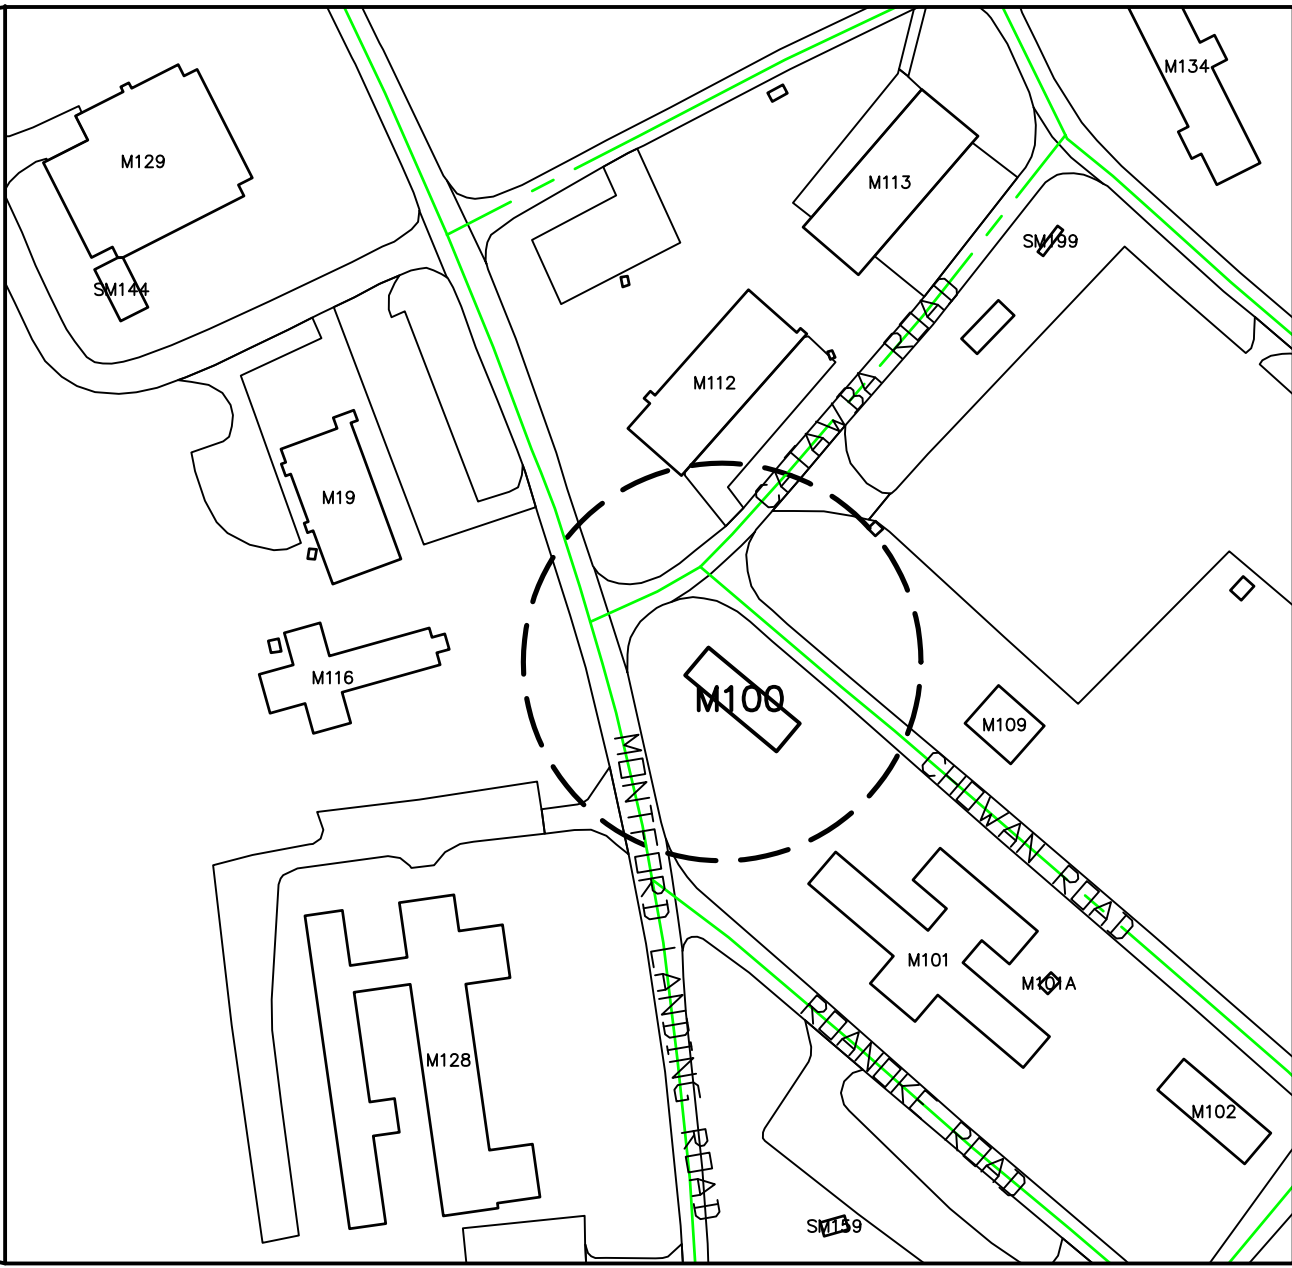 M134
M129
M113
SM199
SM144
CATAWBA ROAD
M112
M19
M116
M100
M109
MONTFORD LANDING ROAD
CHOWAN ROAD
M101
M101A
ROANOKE ROAD
M128
M102
SM159